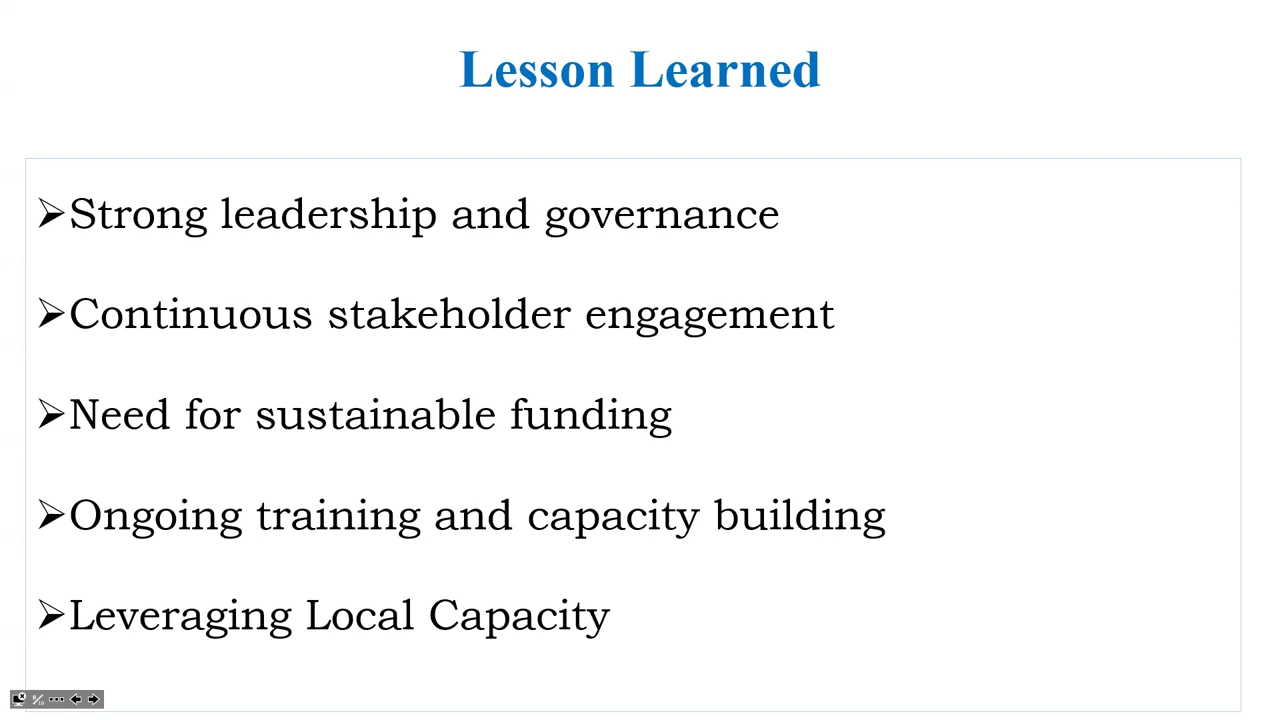 Lesson Learned
➢Strong leadership and governance
➢Continuous stakeholder engagement
➢Need for sustainable funding
➢Ongoing training and capacity building
➢Leveraging Local Capacity